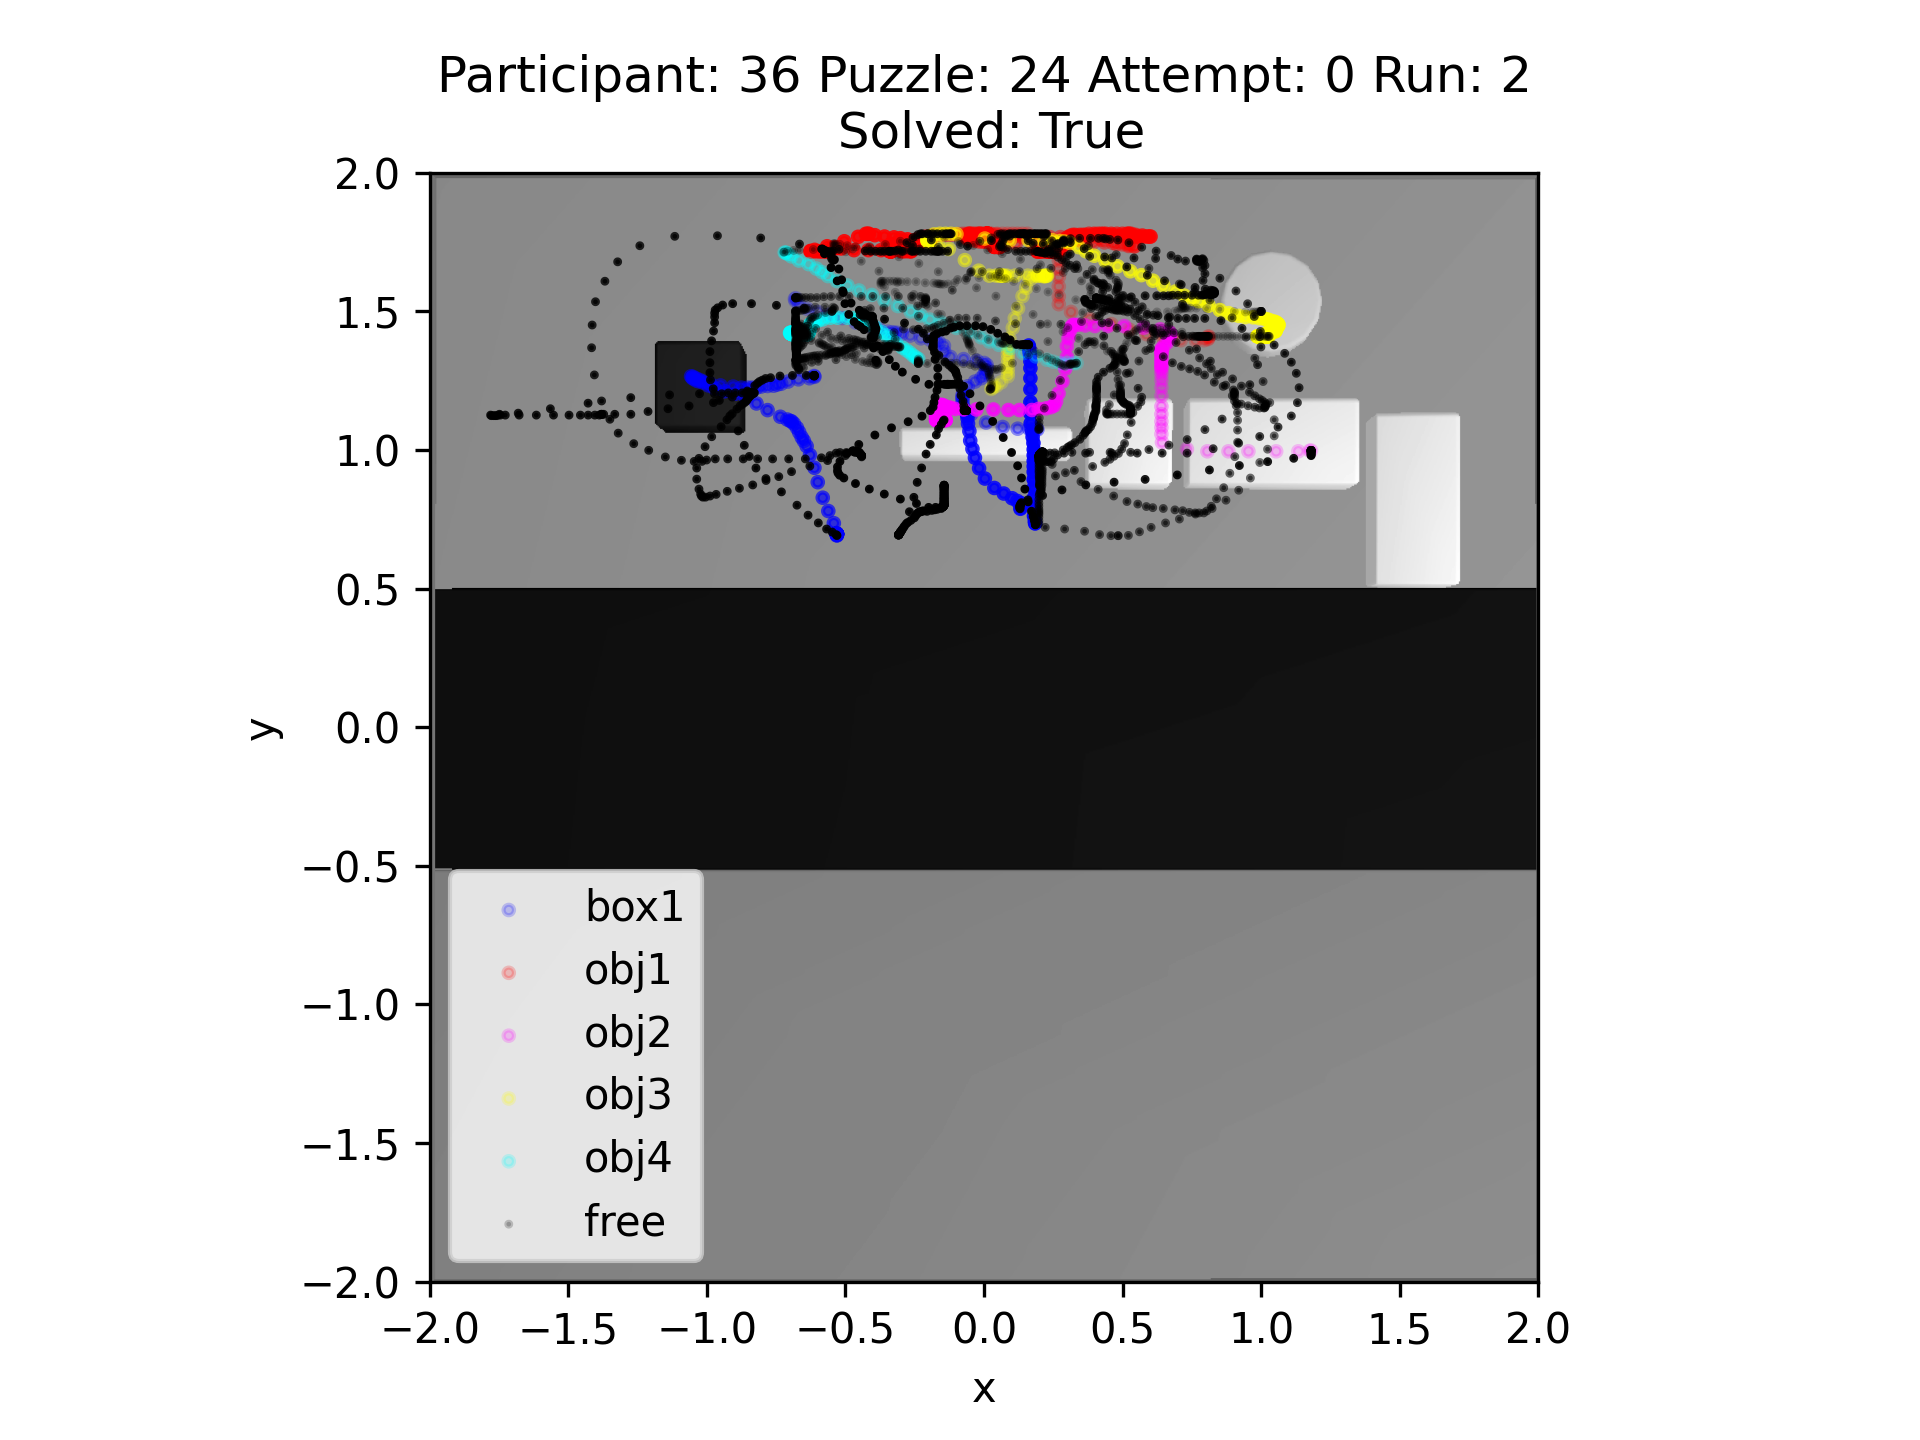 Participant: 36 Puzzle: 24 Attempt: 0 Run: 2
Solved: True
2.0
1.5
1.0
0.5
0.0
−0.5
−1.0
−1.5
−2.0
y
box1
obj1
obj2
obj3
obj4
free
−2.0 −1.5 −1.0 −0.5 0.0 0.5 1.0 1.5 2.0
x